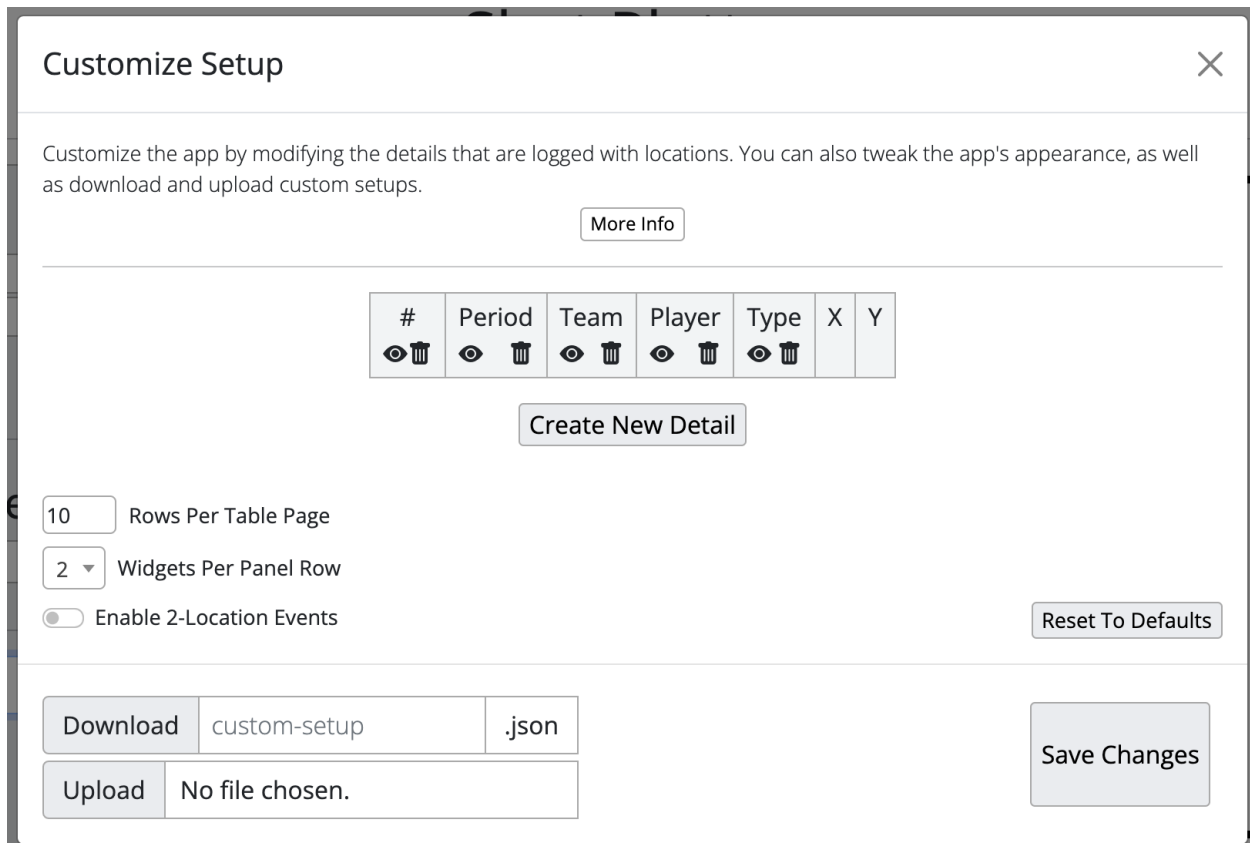 Customize Setup
Customize the app by modifying the details that are logged with locations. You can also tweak the app's appearance, as well
as download and upload custom setups.
More Info
# Period Team Player Type X Y
Create New Detail
10 Rows Per Table Page
2 Widgets Per Panel Row
Enable 2-Location Events
Reset To Defaults
Download custom-setup .json
Upload No file chosen.
Save Changes